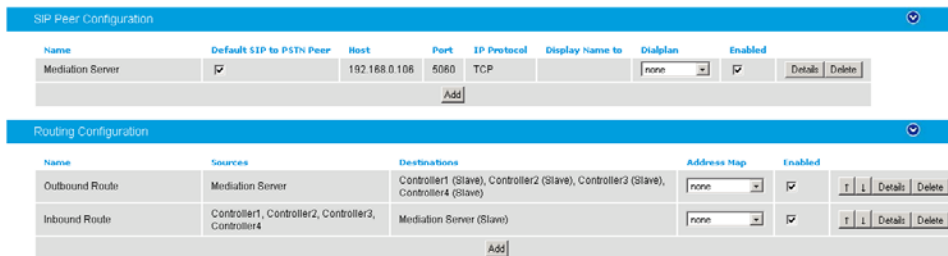 SIP Peer Configuration
Name Default SIP to PSTN Peer Host Port IP Protocol Display Name to Dialplan Enabled
Mediation Server 192.168.0.106 5060 TCP none Details Delete
Add
Routing Configuration
Name Sources Destinations Address Map Enabled
Outbound Route Mediation Server Controller1 (Slave), Controller2 (Slave), Controller3 (Slave), Controller4 (Slave) none ↑ ↓ Details Delete
Inbound Route Controller1, Controller2, Controller3, Controller4 Mediation Server (Slave) none ↑ ↓ Details Delete
Add